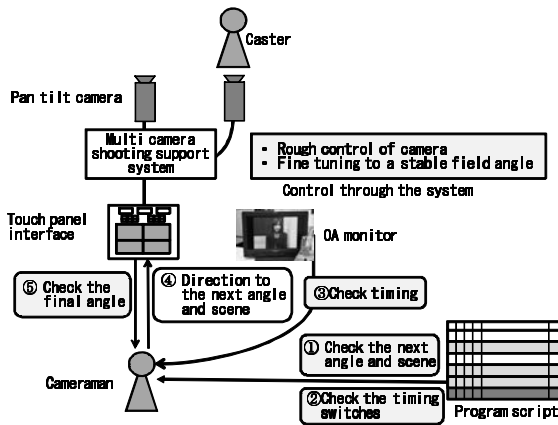 Caster
Pan tilt camera
Multi camera
shooting support
system
・ Rough control of camera
・ Fine tuning to a stable field angle
Control through the system
Touch panel
interface
OA monitor
⑤ Check the
final angle
④ Direction to
the next angle
and scene
③Check timing
① Check the next
angle and scene
Cameraman
②Check the timing
switches
Program script